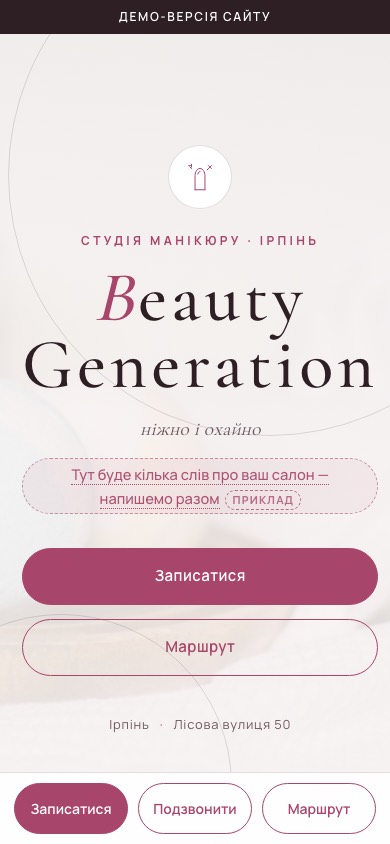 ДЕМО-ВЕРСІЯ САЙТУ
СТУДІЯ МАНІКЮРУ · ІРПІНЬ
Beauty
Generation
ніжно і охайно
Тут буде кілька слів про ваш салон —
напишемо разом ПРИКЛАД
Записатися
Маршрут
Ірпінь · Лісова вулиця 50
Записатися Подзвонити Маршрут